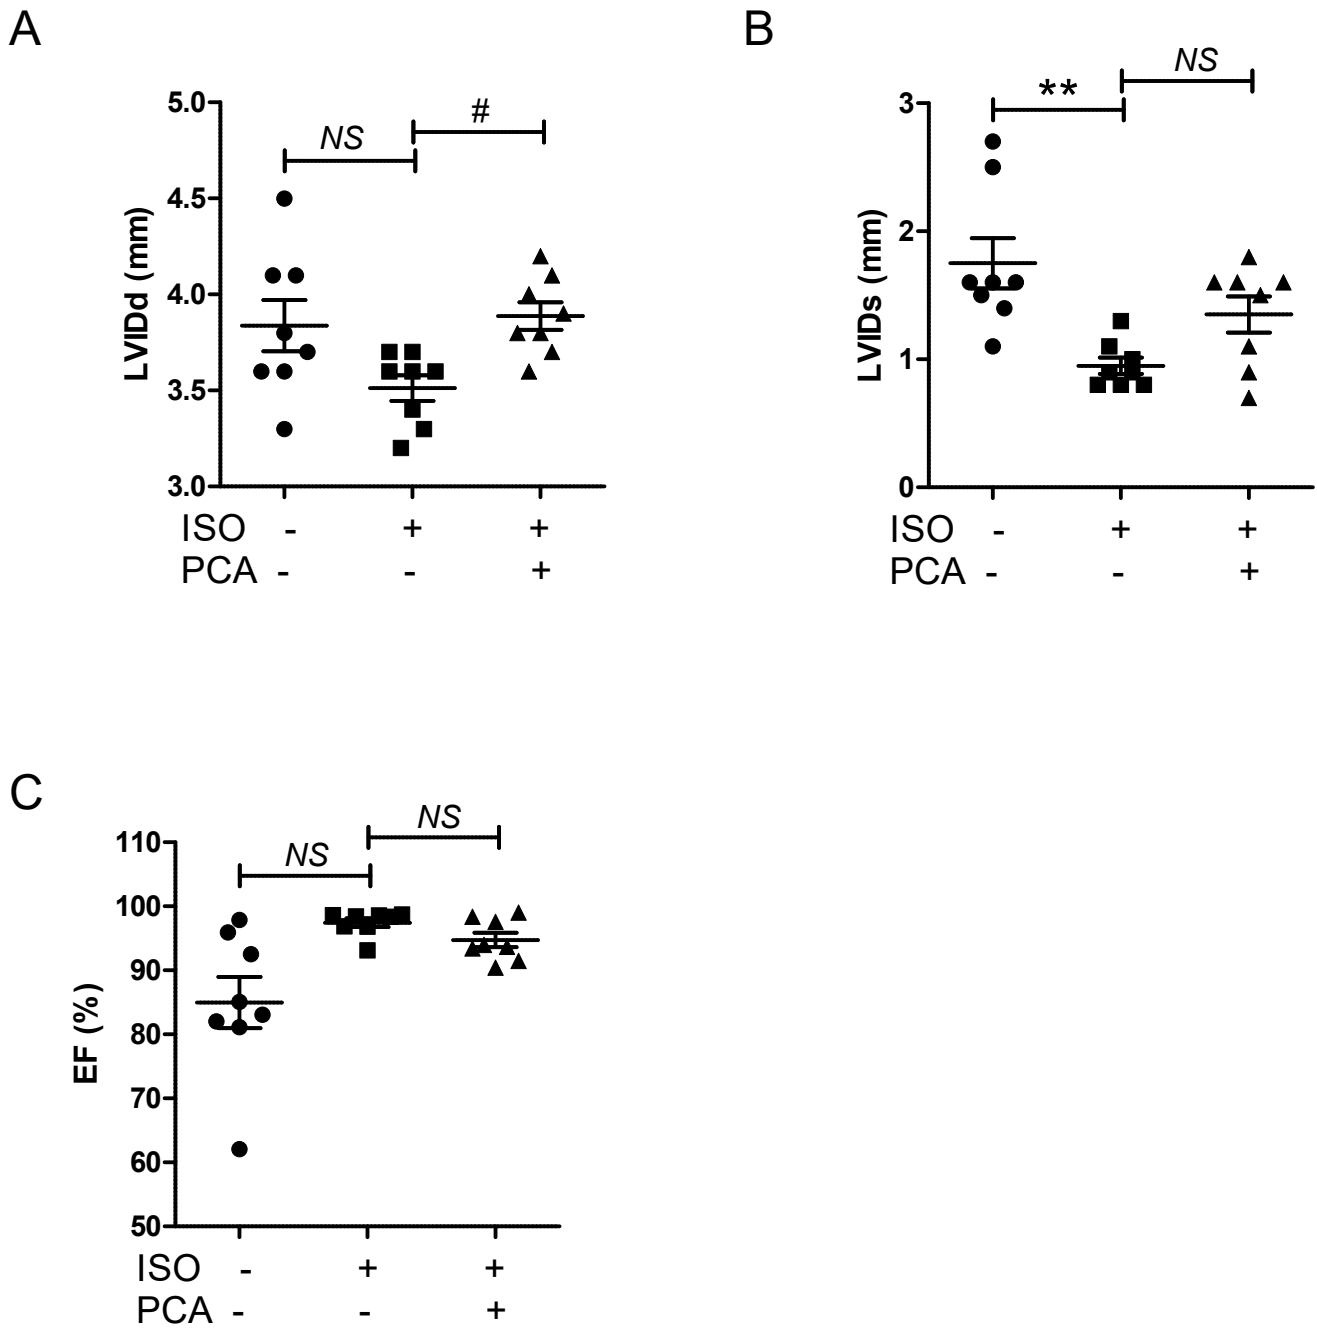 A
LVIDd (mm)
5.0
4.5
4.0
3.5
3.0
NS
#
ISO - + +
PCA - - +
B
LVIDs (mm)
3
2
1
0
**
NS
ISO - + +
PCA - - +
C
EF (%)
110
100
90
80
70
60
50
NS
NS
ISO - + +
PCA - - +